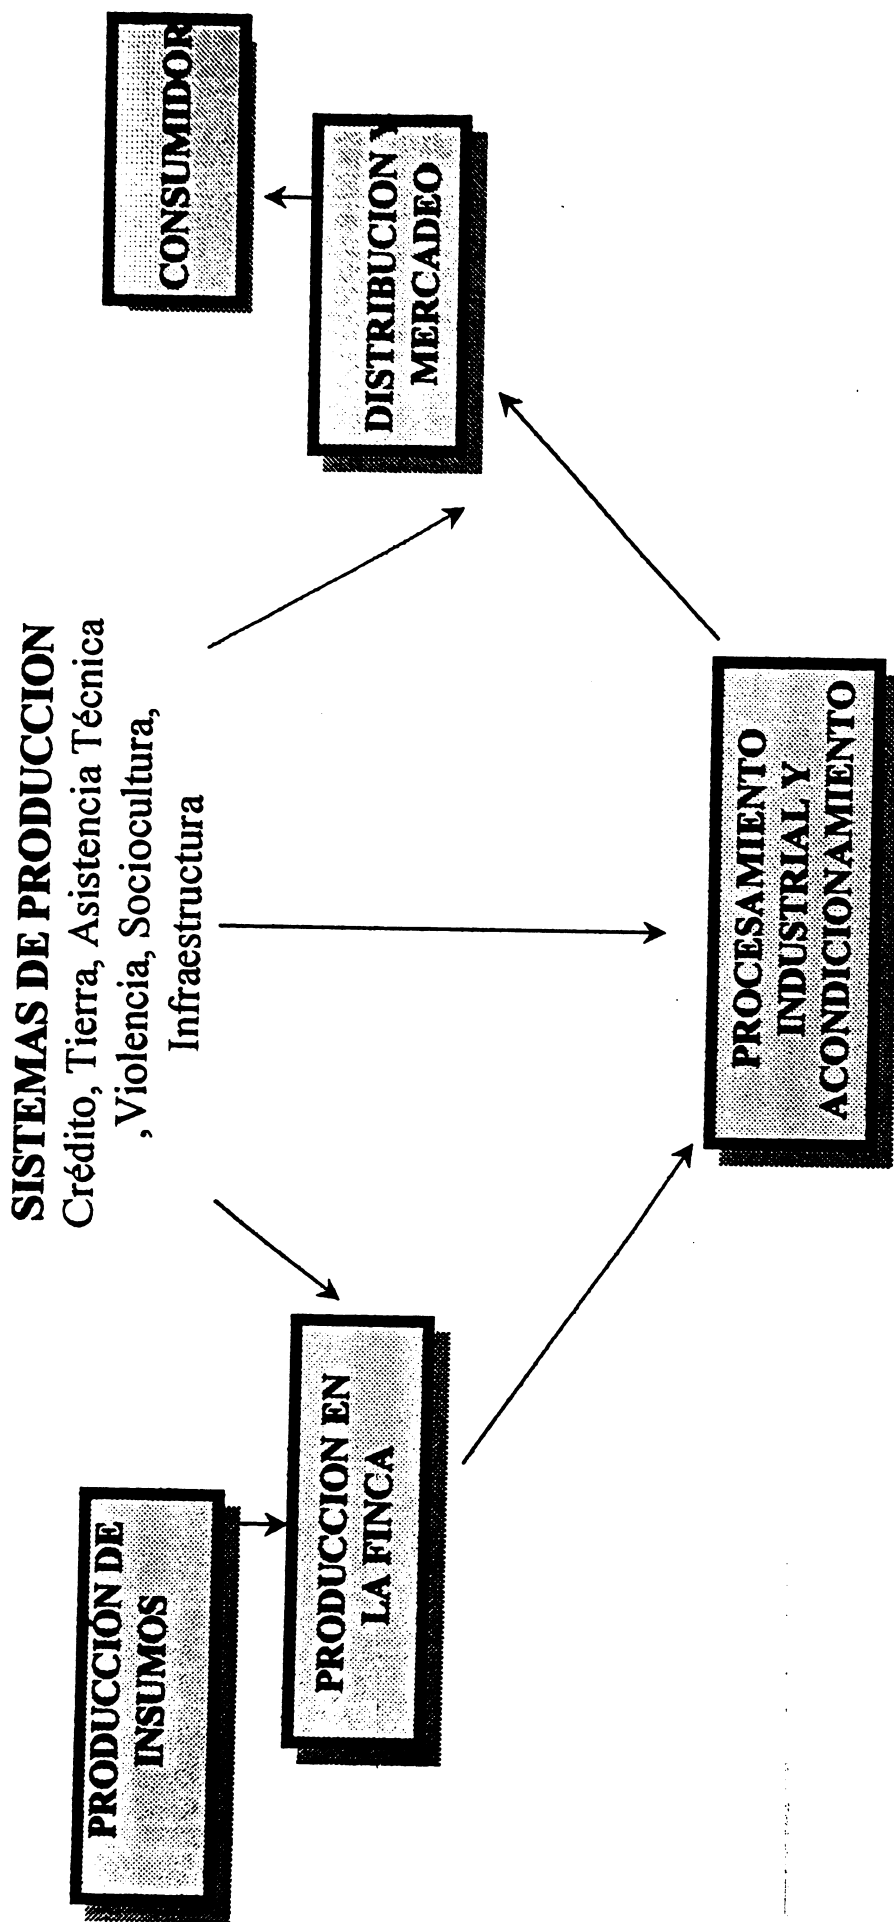 SISTEMAS DE PRODUCCION
Crédito, Tierra, Asistencia Técnica
,Violencia, Sociocultura,
Infraestructura
PRODUCCIÓN DE
INSUMOS
PRODUCCION EN
LA FINCA
PROCESAMIENTO
INDUSTRIAL Y
ACONDICIONAMIENTO
DISTRIBUCION Y
MERCADEO
CONSUMIDOR